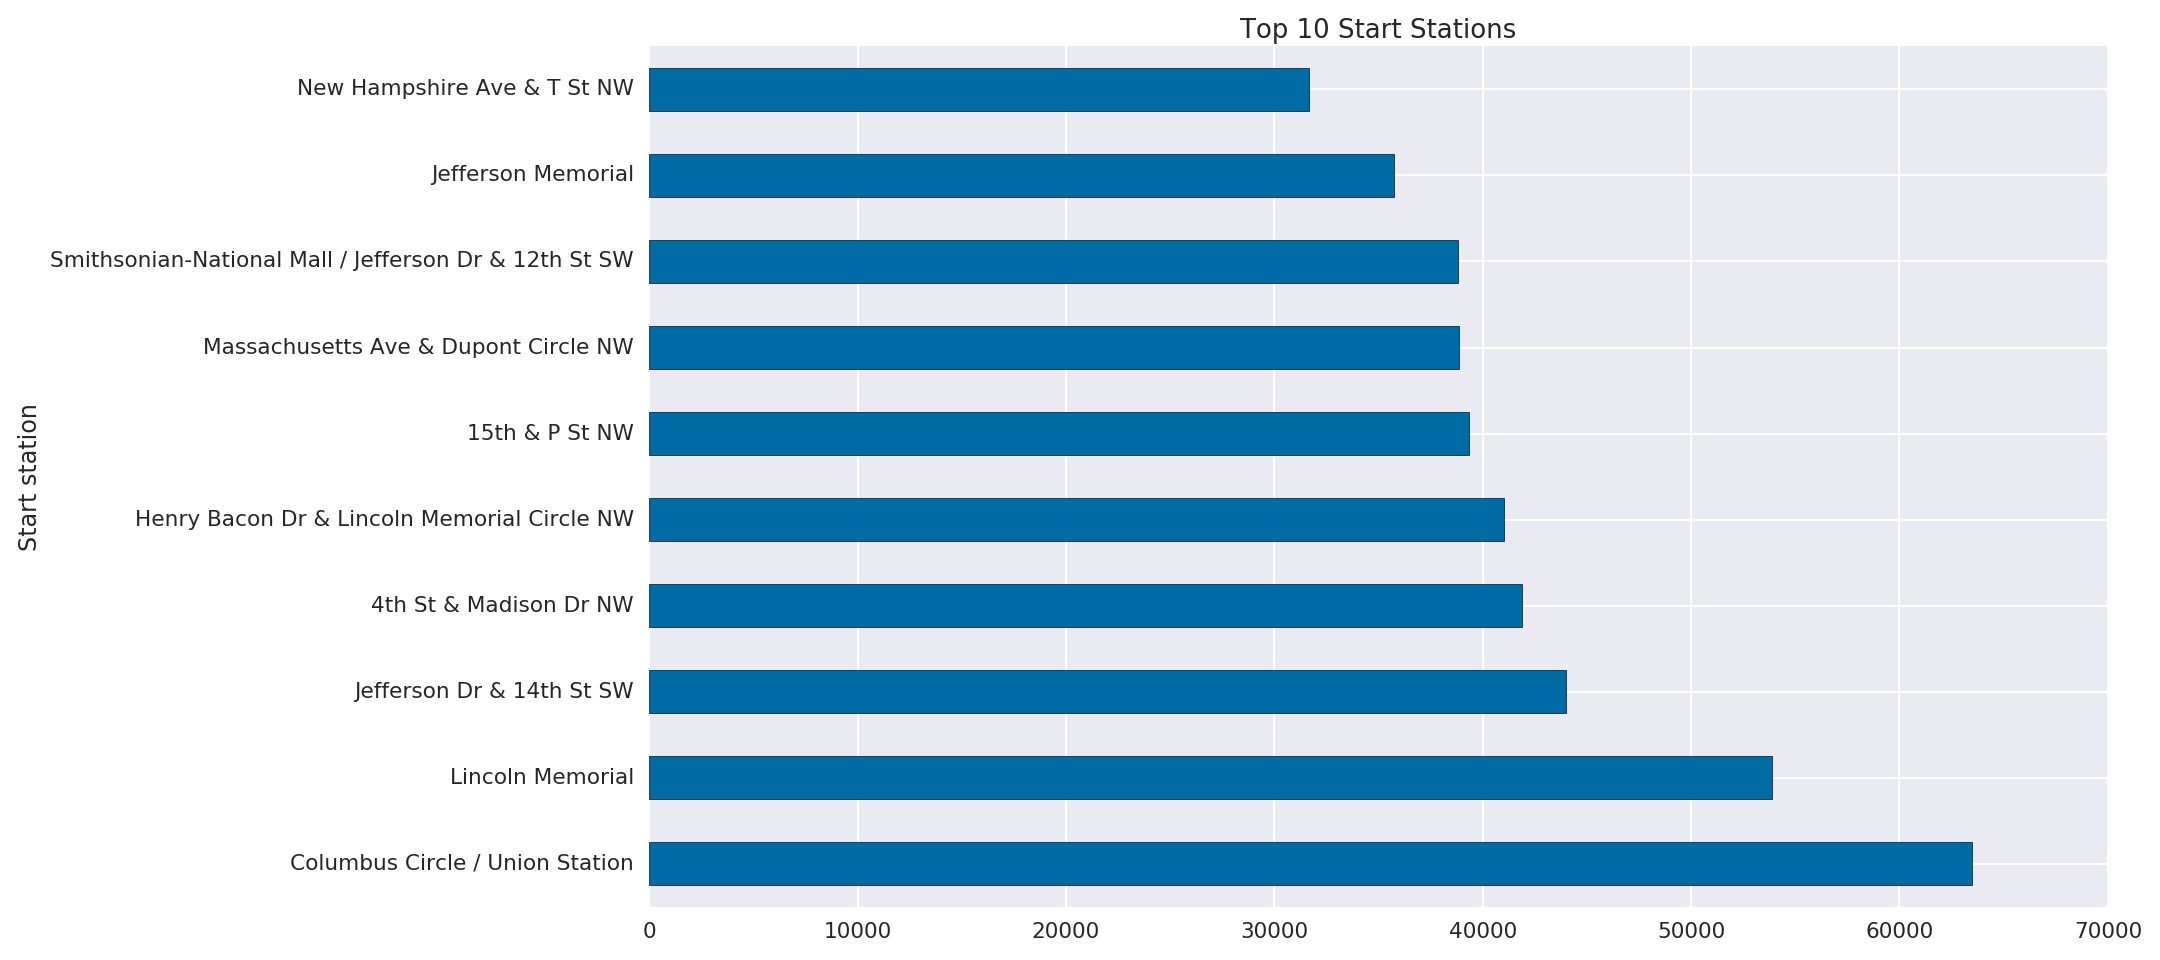 Top 10 Start Stations
New Hampshire Ave & T St NW
Jefferson Memorial
Smithsonian-National Mall / Jefferson Dr & 12th St SW
Massachusetts Ave & Dupont Circle NW
15th & P St NW
Henry Bacon Dr & Lincoln Memorial Circle NW
4th St & Madison Dr NW
Jefferson Dr & 14th St SW
Lincoln Memorial
Columbus Circle / Union Station
Start station
0 10000 20000 30000 40000 50000 60000 70000